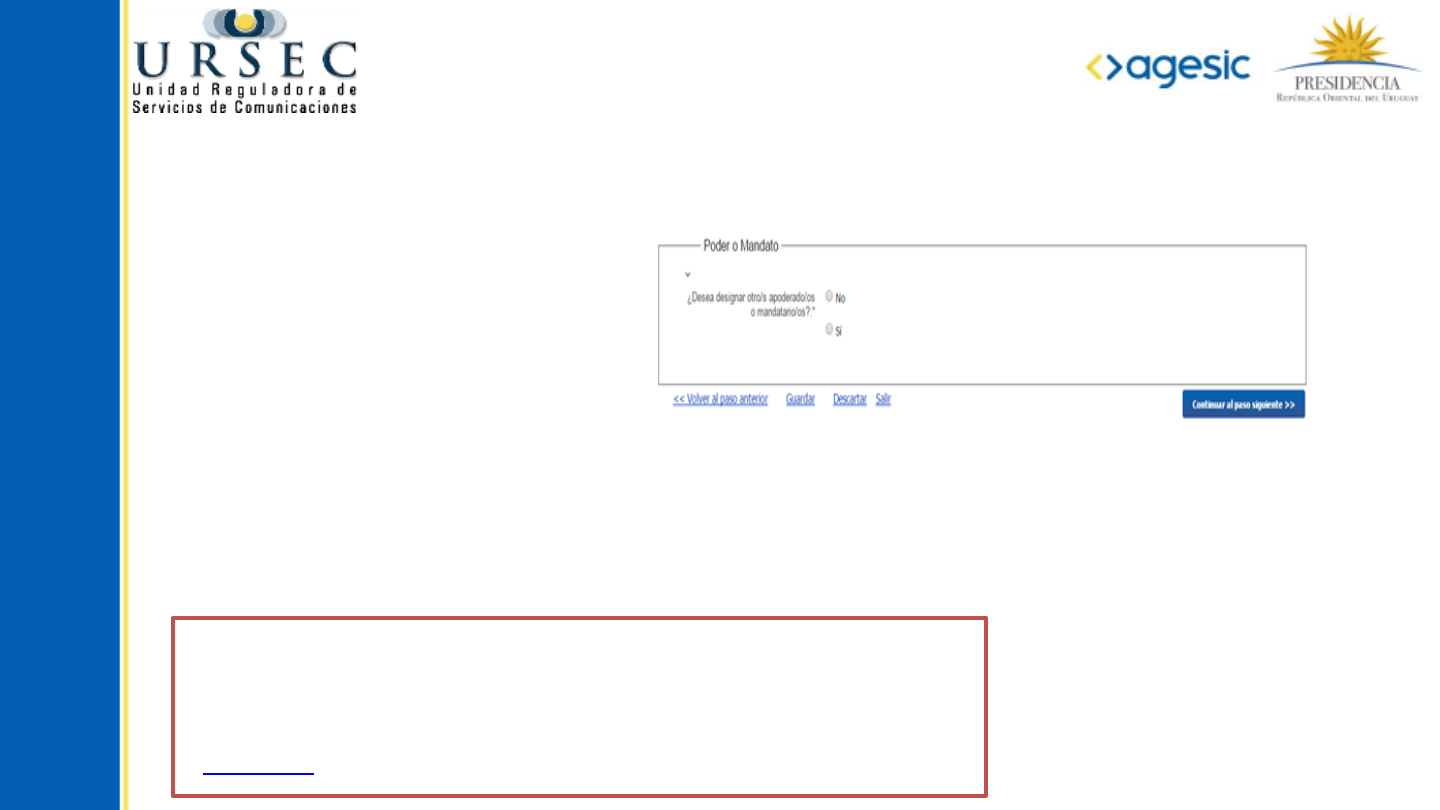 URSEC
Unidad Reguladora de
Servicios de Comunicaciones
<>agesic
PRESIDENCIA
REPÚBLICA ORIENTAL DEL URUGUAY
Poder o Mandato
¿Desea designar otro/s apoderado/os
o mandatario/os?:*
No
Sí
<< Volver al paso anterior Guardar Descartar Salir
Continuar al paso siguiente >>